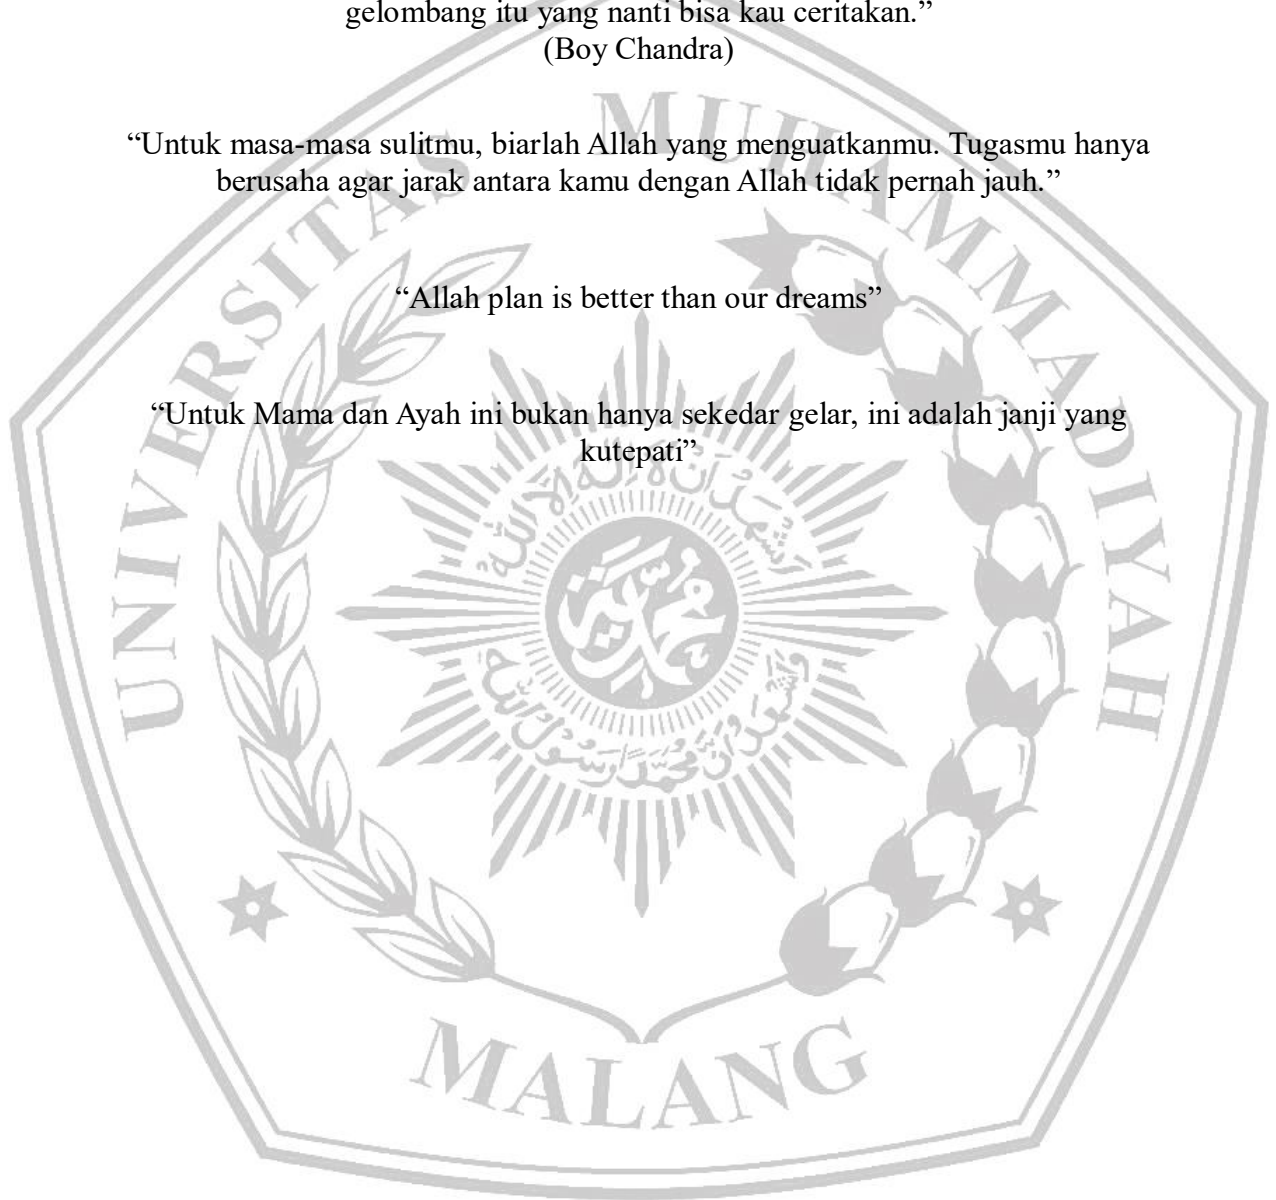 gelombang itu yang nanti bisa kau ceritakan.”
(Boy Chandra)
“Untuk masa-masa sulitmu, biarlah Allah yang menguatkanmu. Tugasmu hanya
berusaha agar jarak antara kamu dengan Allah tidak pernah jauh.”
“Allah plan is better than our dreams”
“Untuk Mama dan Ayah ini bukan hanya sekedar gelar, ini adalah janji yang
kutepati”
UNIVERSITAS MUHAMMADIYAH
MALANG